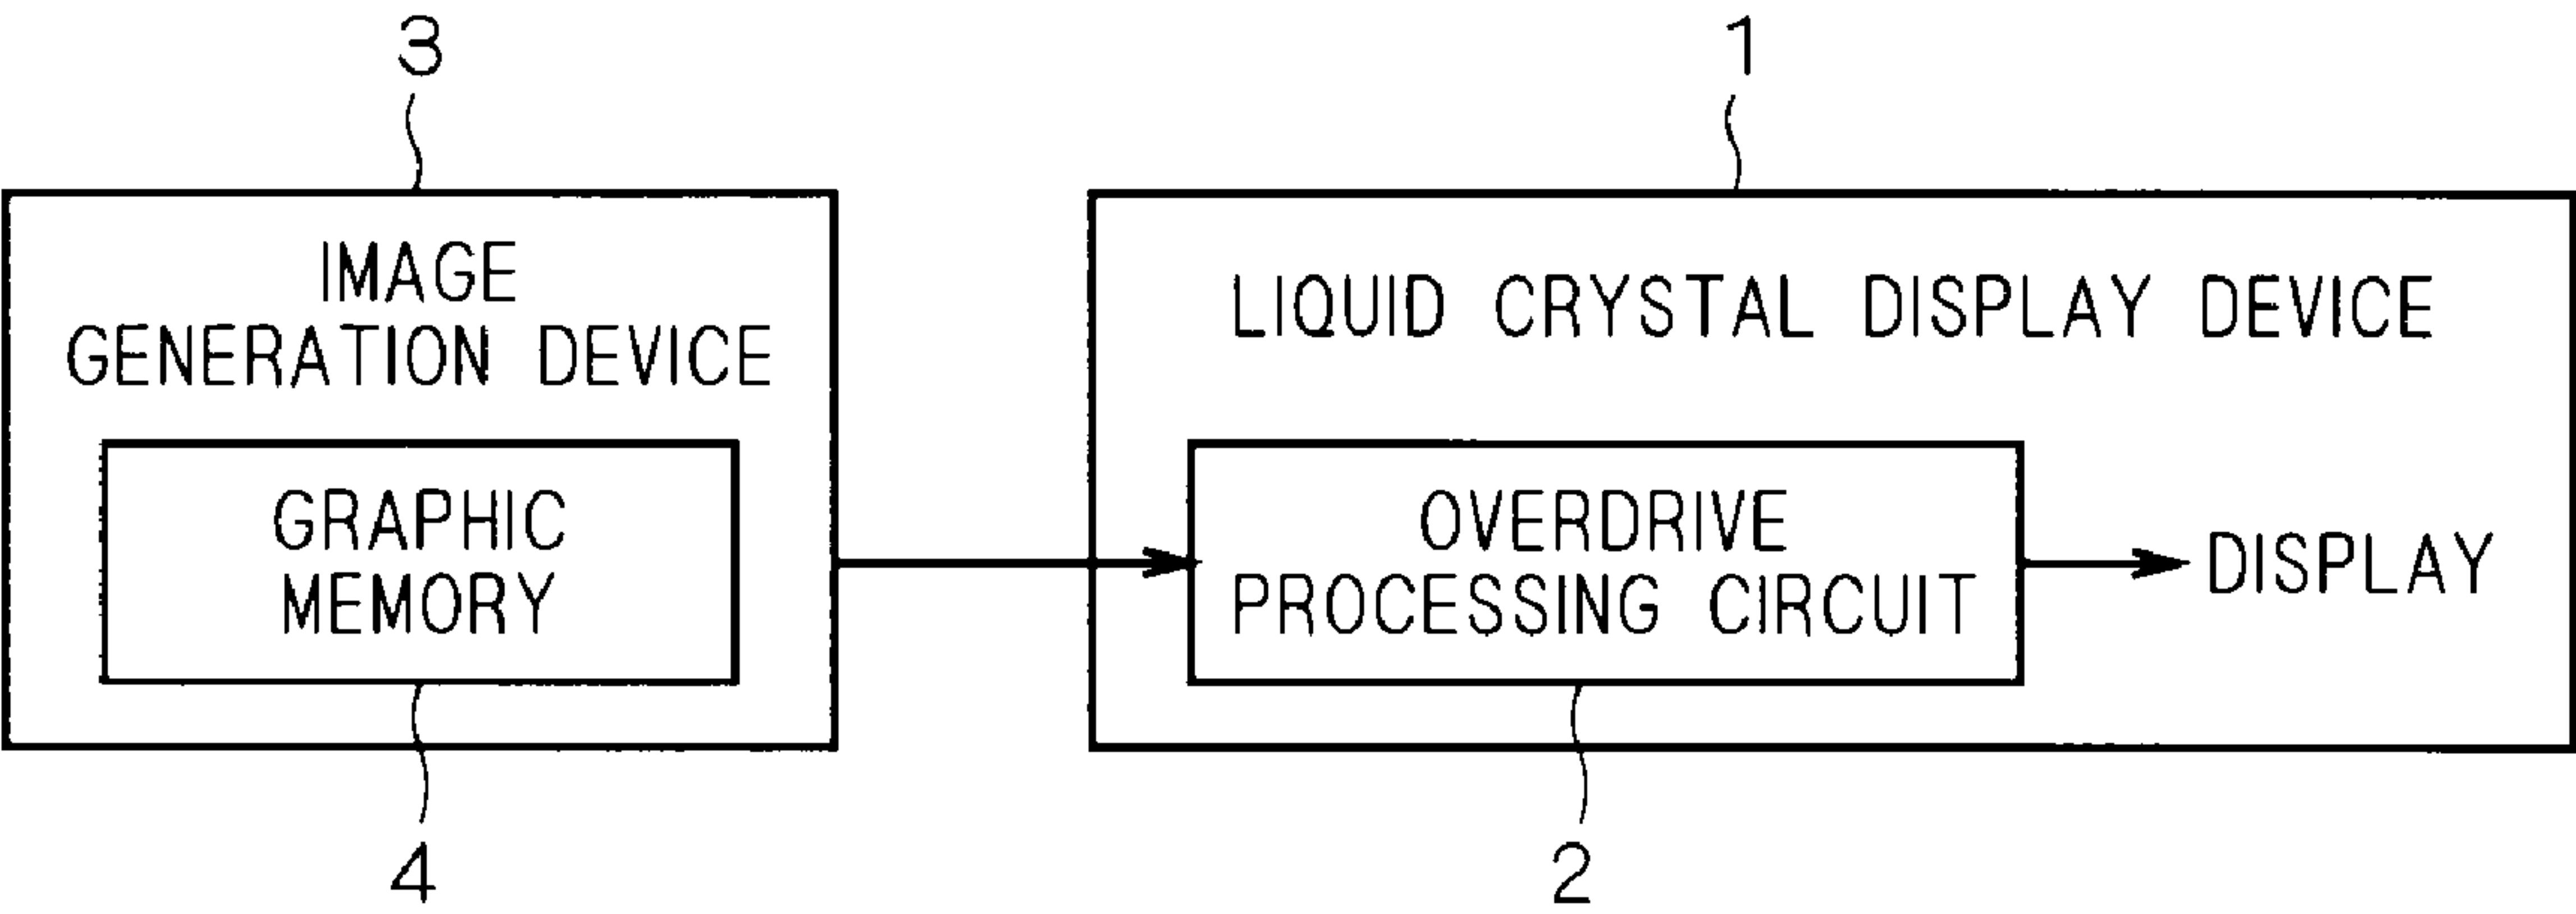 3
1
IMAGE
GENERATION DEVICE
LIQUID CRYSTAL DISPLAY DEVICE
GRAPHIC
MEMORY
OVERDRIVE
PROCESSING CIRCUIT
DISPLAY
4
2